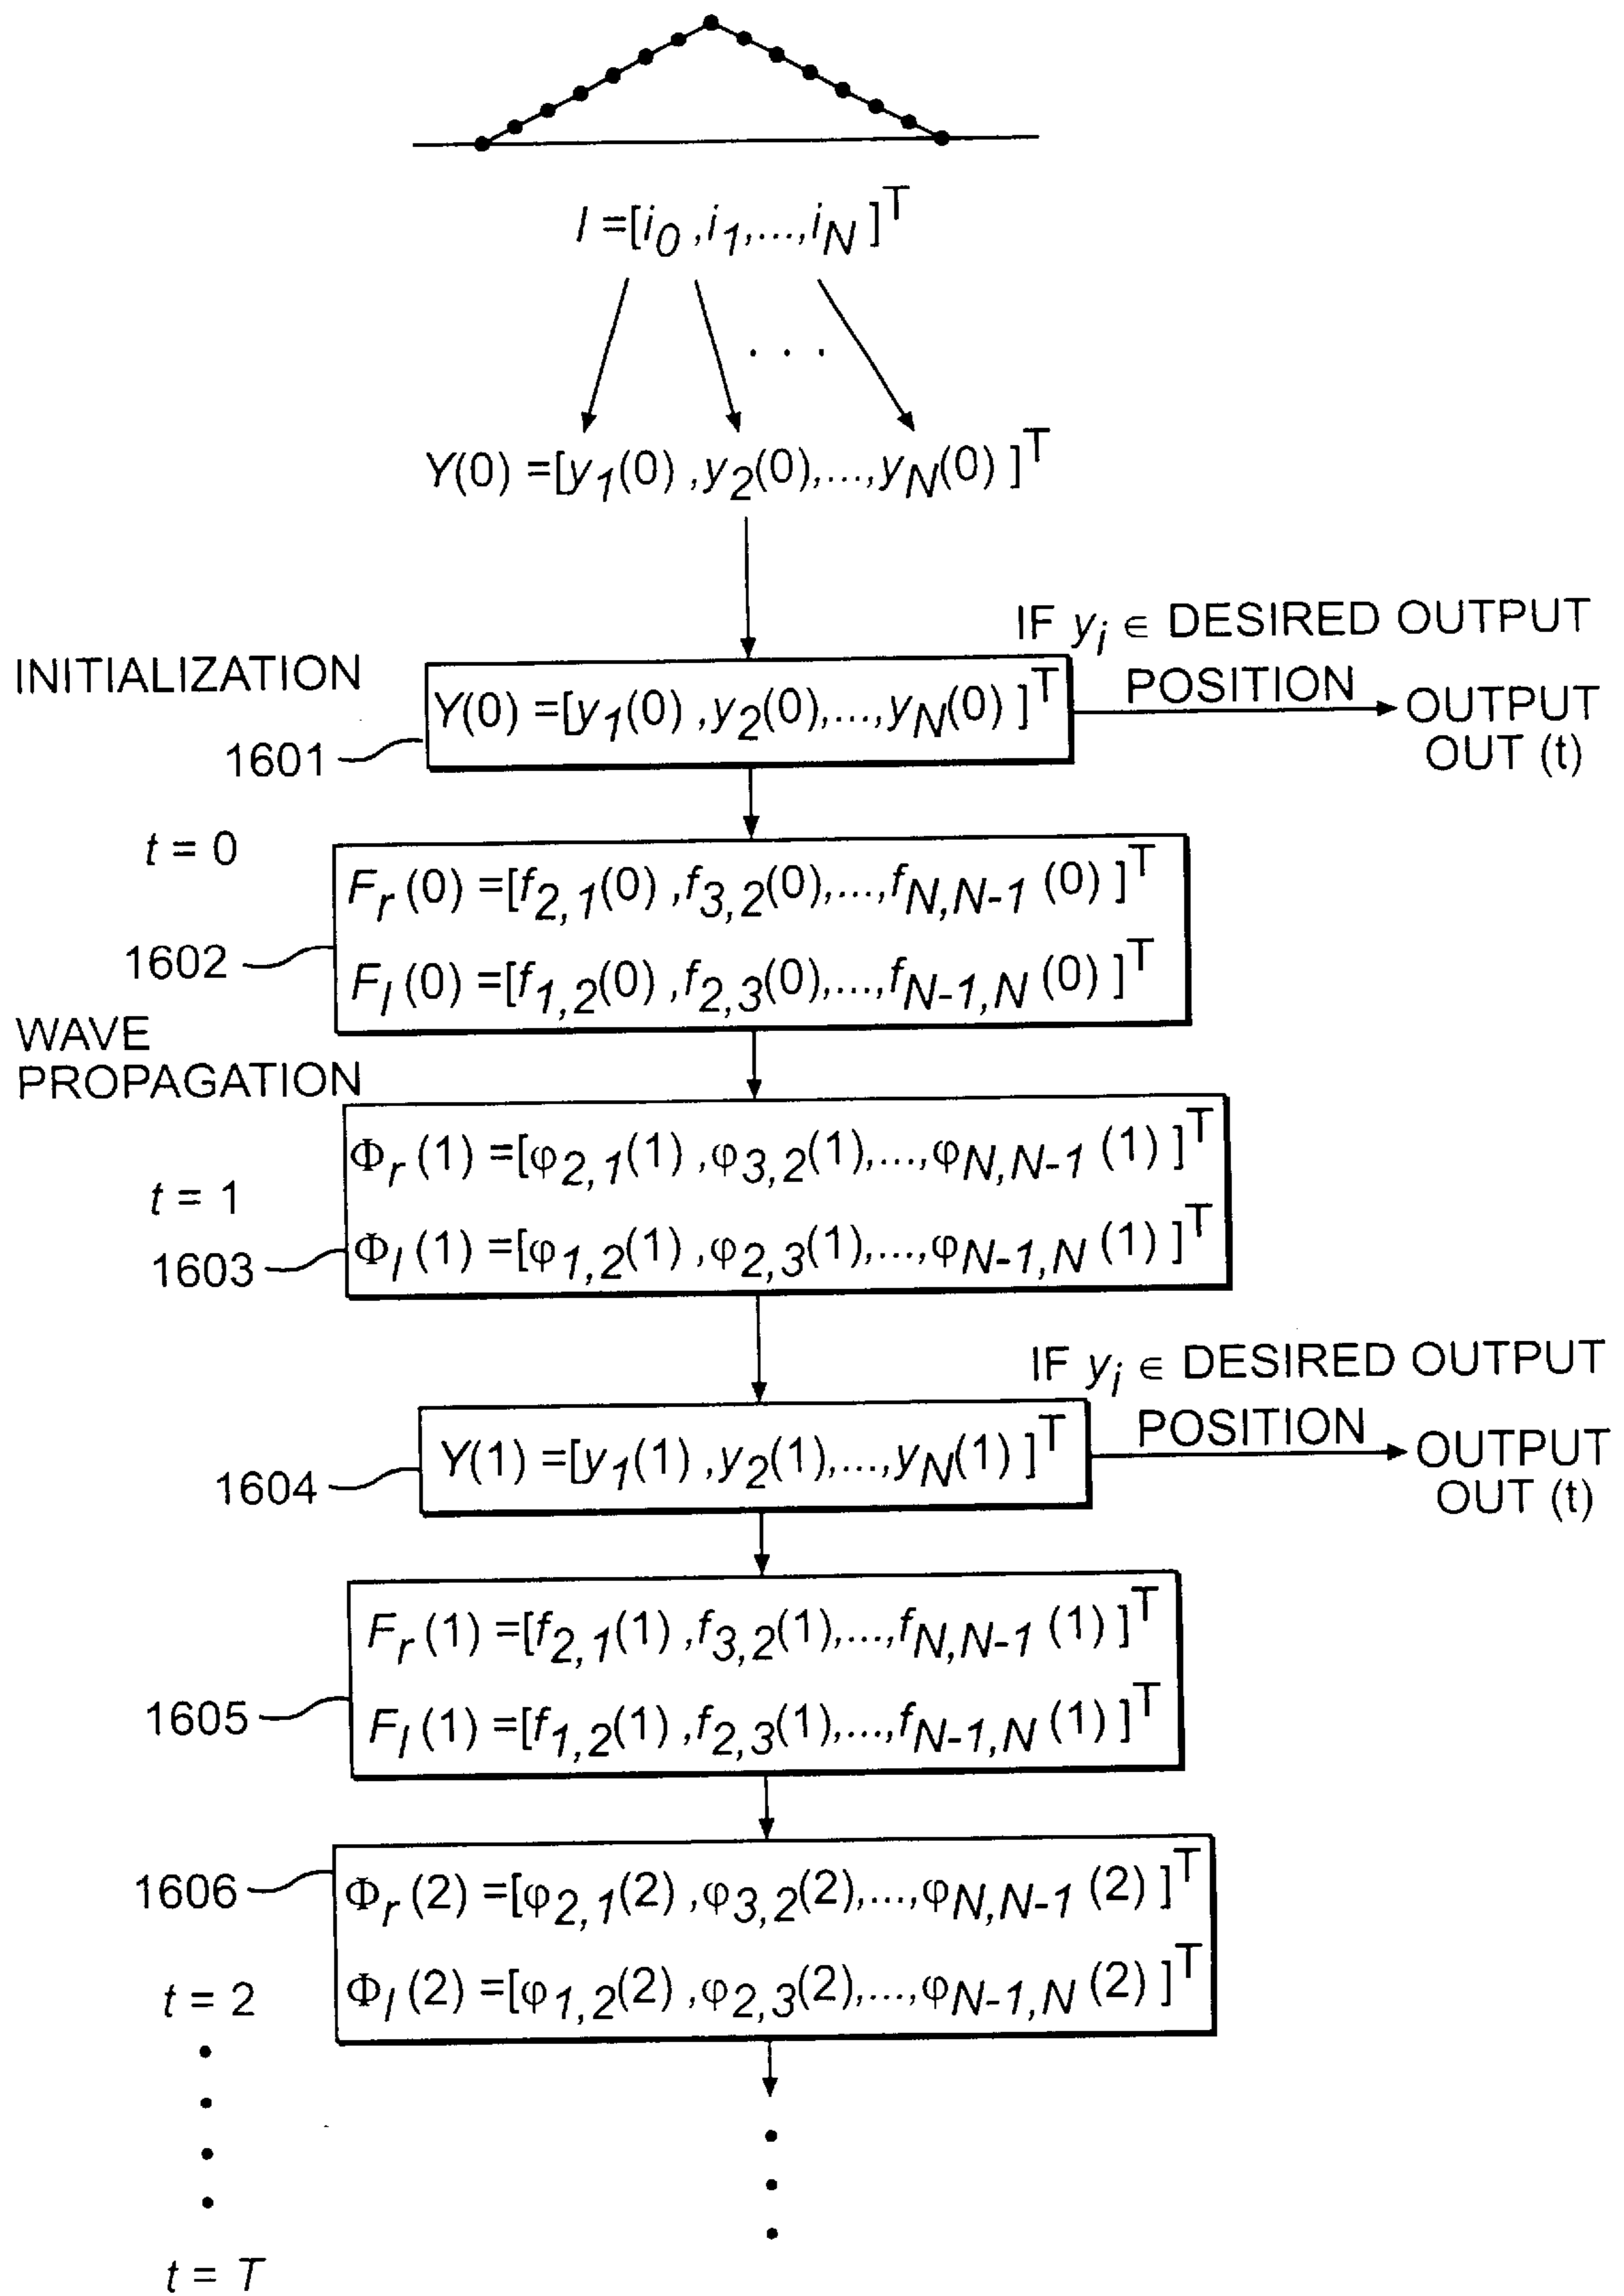 I =[i0 ,i1,...,iN ]T
. . .
Y(0) =[y1(0) ,y2(0),...,yN(0) ]T
IF yi ∈ DESIRED OUTPUT
POSITION
INITIALIZATION
Y(0) =[y1(0) ,y2(0),...,yN(0) ]T
OUTPUT
OUT (t)
1601
t = 0
Fr (0) =[f2,1(0) ,f3,2(0),...,fN,N-1 (0) ]T
1602
Fl (0) =[f1,2(0) ,f2,3(0),...,fN-1,N (0) ]T
WAVE
PROPAGATION
Φr (1) =[φ2,1(1) ,φ3,2(1),...,φN,N-1 (1) ]T
t = 1
Φl (1) =[φ1,2(1) ,φ2,3(1),...,φN-1,N (1) ]T
1603
IF yi ∈ DESIRED OUTPUT
POSITION
Y(1) =[y1(1) ,y2(1),...,yN(1) ]T
OUTPUT
OUT (t)
1604
Fr (1) =[f2,1(1) ,f3,2(1),...,fN,N-1 (1) ]T
1605
Fl (1) =[f1,2(1) ,f2,3(1),...,fN-1,N (1) ]T
1606
Φr (2) =[φ2,1(2) ,φ3,2(2),...,φN,N-1 (2) ]T
Φl (2) =[φ1,2(2) ,φ2,3(2),...,φN-1,N (2) ]T
t = 2
t = T